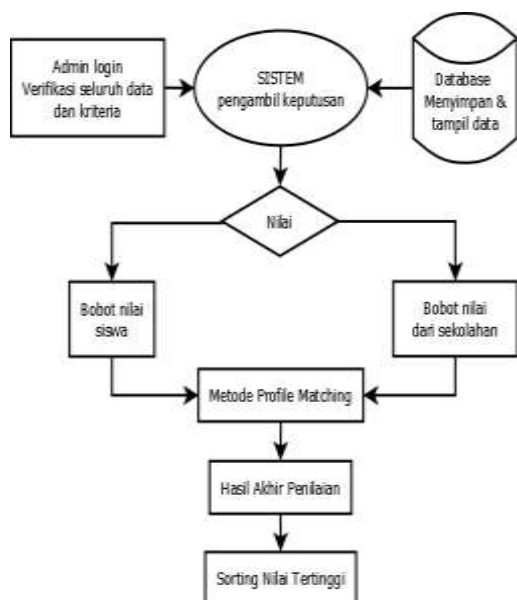 Admin login
Verifikasi seluruh data
dan kriteria
SISTEM
pengambil keputusan
Database
Menyimpan &
tampil data
Nilai
Bobot nilai
siswa
Bobot nilai
dari sekolahan
Metode Profile Matching
Hasil Akhir Penilaian
Sorting Nilai Tertinggi